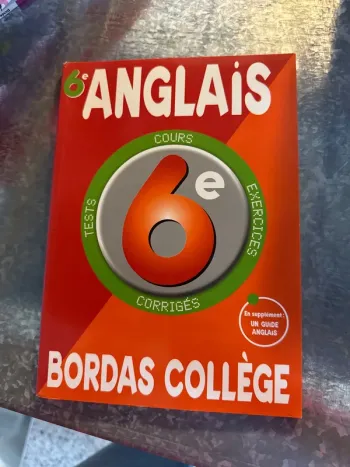 6e ANGLAiS
COURS
TESTS
6e
EXERCICES
CORRIGÉS
En supplément :
UN GUIDE
ANGLAIS
BORDAS COLLÈGE